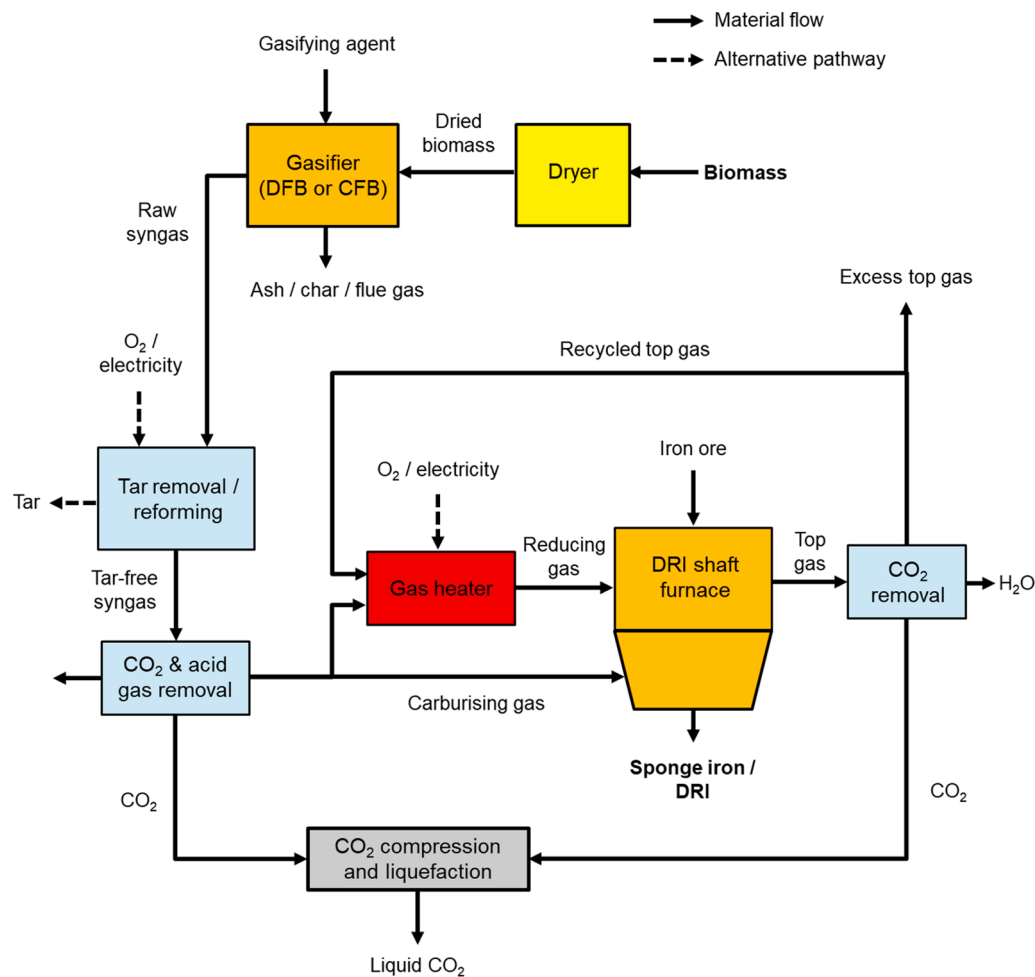 Material flow
Alternative pathway
Gasifying agent
Gasifier
(DFB or CFB)
Dried
biomass
Dryer
Biomass
Raw
syngas
Ash / char / flue gas
Excess top gas
O₂ /
electricity
Recycled top gas
Iron ore
O₂ / electricity
Tar
Tar removal /
reforming
Gas heater
Reducing
gas
DRI shaft
furnace
Top
gas
CO₂
removal
H₂O
Tar-free
syngas
CO₂ & acid
gas removal
Carburising gas
Sponge iron /
DRI
CO₂
CO₂
CO₂ compression
and liquefaction
Liquid CO₂